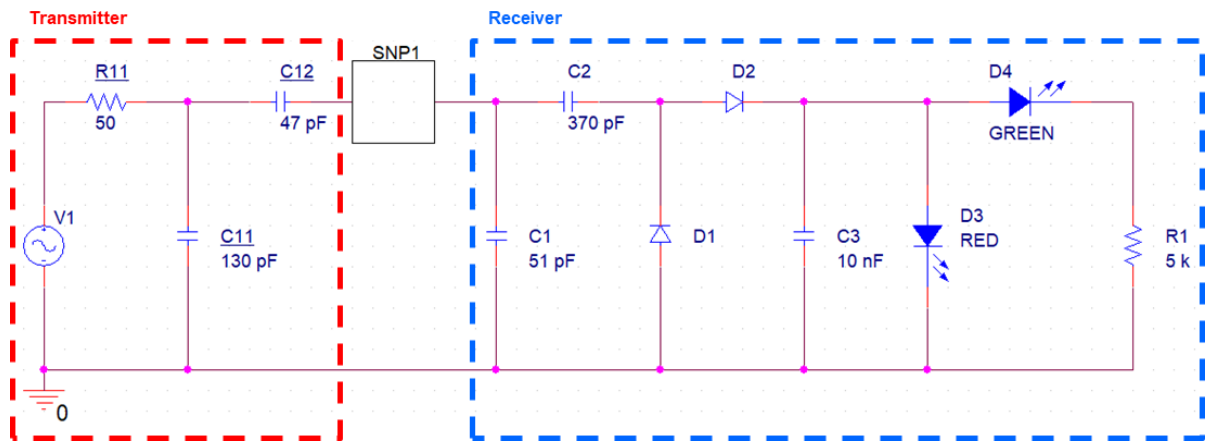 Transmitter
Receiver
R11
50
C12
47 pF
SNP1
C2
370 pF
D2
D4
GREEN
V1
C11
130 pF
C1
51 pF
D1
C3
10 nF
D3
RED
R1
5 k
0